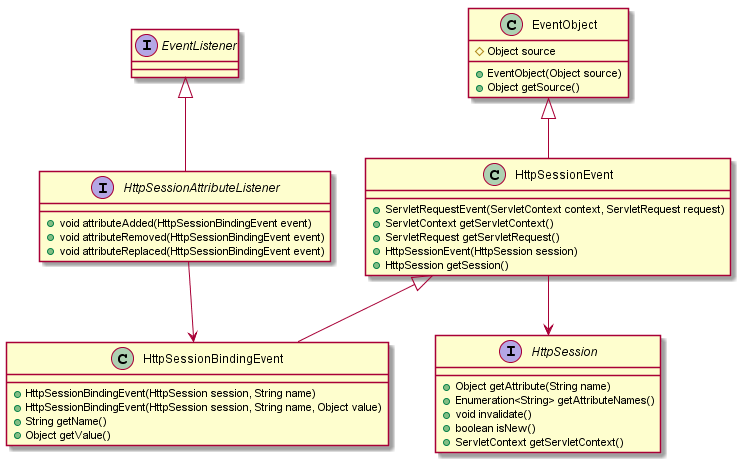 I EventListener
C EventObject
Object source
EventObject(Object source)
Object getSource()
I HttpSessionAttributeListener
void attributeAdded(HttpSessionBindingEvent event)
void attributeRemoved(HttpSessionBindingEvent event)
void attributeReplaced(HttpSessionBindingEvent event)
C HttpSessionEvent
ServletRequestEvent(ServletContext context, ServletRequest request)
ServletContext getServletContext()
ServletRequest getServletRequest()
HttpSessionEvent(HttpSession session)
HttpSession getSession()
C HttpSessionBindingEvent
HttpSessionBindingEvent(HttpSession session, String name)
HttpSessionBindingEvent(HttpSession session, String name, Object value)
String getName()
Object getValue()
I HttpSession
Object getAttribute(String name)
Enumeration<String> getAttributeNames()
void invalidate()
boolean isNew()
ServletContext getServletContext()